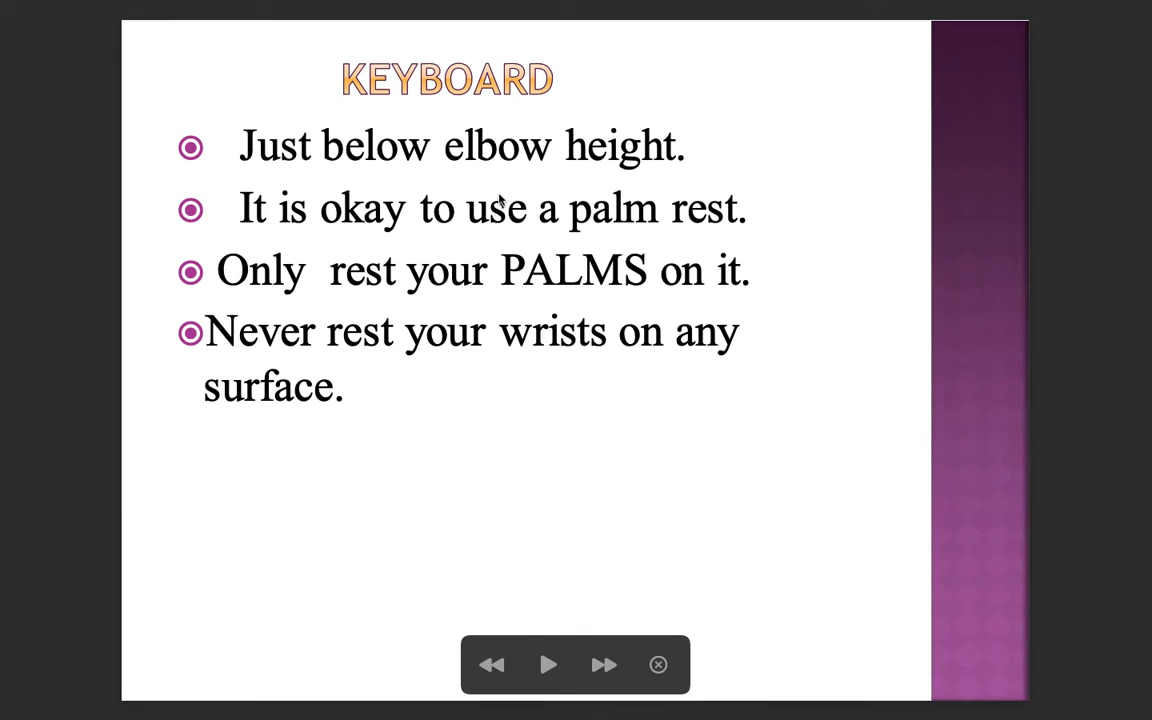 KEYBOARD
Just below elbow height.
It is okay to use a palm rest.
Only rest your PALMS on it.
Never rest your wrists on any
surface.